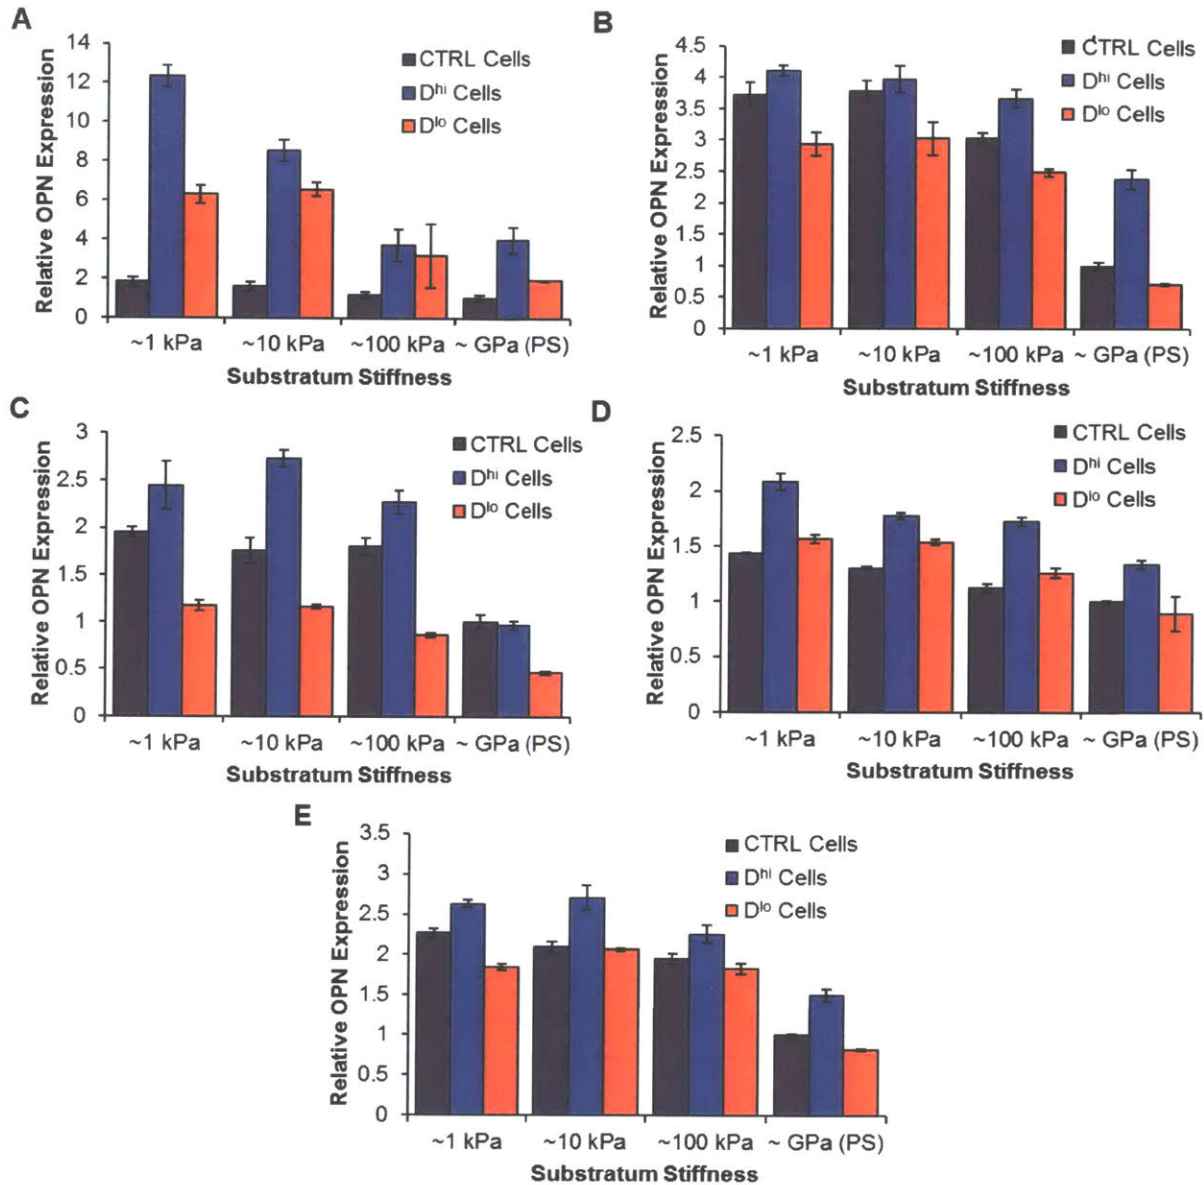 A
14
12
10
8
6
4
2
0
Relative OPN Expression
CTRL Cells
Dʰⁱ Cells
Dˡᵒ Cells
~1 kPa ~10 kPa ~100 kPa ~ GPa (PS)
Substratum Stiffness
B
4.5
4
3.5
3
2.5
2
1.5
1
0.5
0
Relative OPN Expression
CTRL Cells
Dʰⁱ Cells
Dˡᵒ Cells
~1 kPa ~10 kPa ~100 kPa ~ GPa (PS)
Substratum Stiffness
C
3
2.5
2
1.5
1
0.5
0
Relative OPN Expression
CTRL Cells
Dʰⁱ Cells
Dˡᵒ Cells
~1 kPa ~10 kPa ~100 kPa ~ GPa (PS)
Substratum Stiffness
D
2.5
2
1.5
1
0.5
0
Relative OPN Expression
CTRL Cells
Dʰⁱ Cells
Dˡᵒ Cells
~1 kPa ~10 kPa ~100 kPa ~ GPa (PS)
Substratum Stiffness
E
3.5
3
2.5
2
1.5
1
0.5
0
Relative OPN Expression
CTRL Cells
Dʰⁱ Cells
Dˡᵒ Cells
~1 kPa ~10 kPa ~100 kPa ~ GPa (PS)
Substratum Stiffness